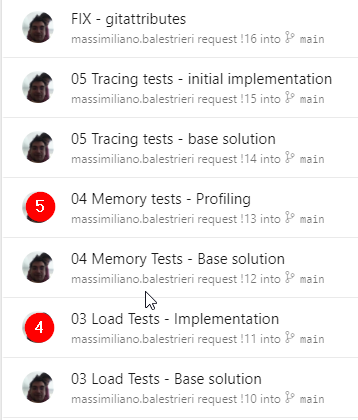 FIX - gitattributes
massimiliano.balestrieri request !16 into main
05 Tracing tests - initial implementation
massimiliano.balestrieri request !15 into main
05 Tracing tests - base solution
massimiliano.balestrieri request !14 into main
5
04 Memory tests - Profiling
massimiliano.balestrieri request !13 into main
04 Memory Tests - Base solution
massimiliano.balestrieri request !12 into main
4
03 Load Tests - Implementation
massimiliano.balestrieri request !11 into main
03 Load Tests - Base solution
massimiliano.balestrieri request !10 into main